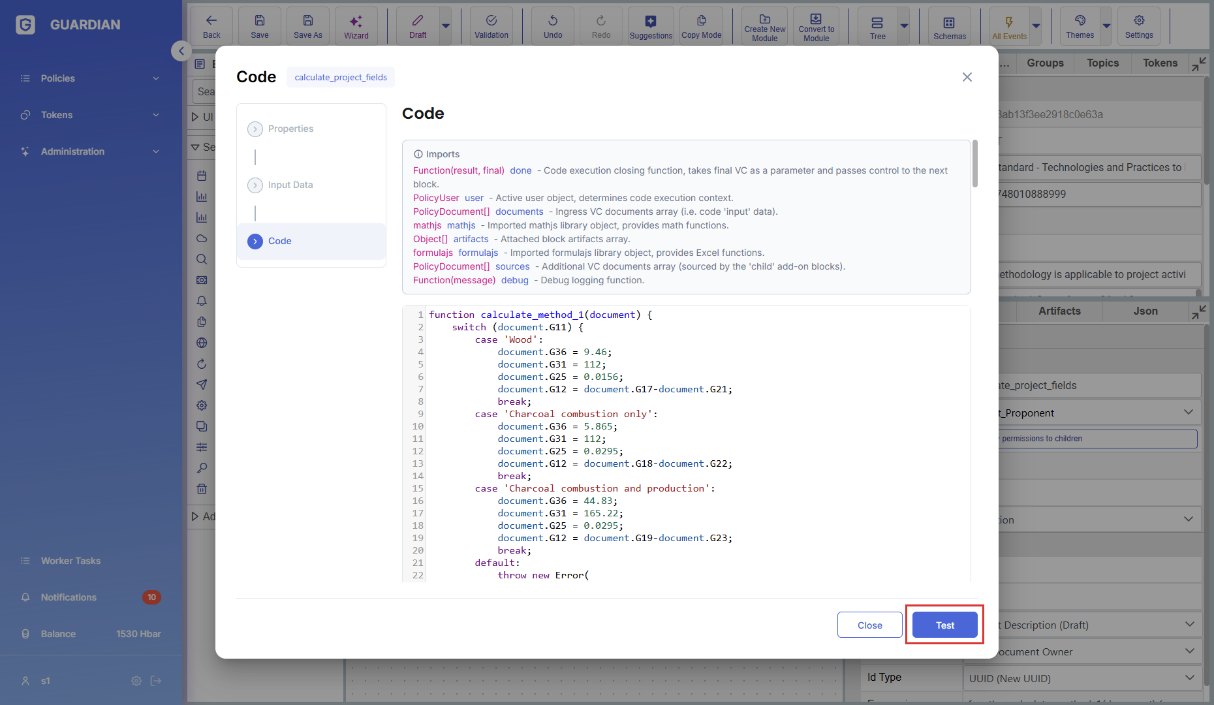 GUARDIAN
Policies
Tokens
Administration
Worker Tasks
Notifications 10
Balance 1530 Hbar
s1
Back
Save
Save As
Wizard
Draft
Validation
Undo
Redo
Suggestions
Copy Mode
Create New Module
Convert to Module
Tree
Schemas
All Events
Themes
Settings
Sea
UI
Se
Ad
Code calculate_project_fields
Properties
Input Data
Code
Code
Imports
Function(result, final) done - Code execution closing function, takes final VC as a parameter and passes control to the next
block.
PolicyUser user - Active user object, determines code execution context.
PolicyDocument[] documents - Ingress VC documents array (i.e. code 'input' data).
mathjs mathjs - Imported mathjs library object, provides math functions.
Object[] artifacts - Attached block artifacts array.
formulajs formulajs - Imported formulajs library object, provides Excel functions.
PolicyDocument[] sources - Additional VC documents array (sourced by the 'child' add-on blocks).
Function(message) debug - Debug logging function.
1 function calculate_method_1(document) {
2 switch (document.G11) {
3 case 'Wood':
4 document.G36 = 9.46;
5 document.G31 = 112;
6 document.G25 = 0.0156;
7 document.G12 = document.G17-document.G21;
8 break;
9 case 'Charcoal combustion only':
10 document.G36 = 5.865;
11 document.G31 = 112;
12 document.G25 = 0.0295;
13 document.G12 = document.G18-document.G22;
14 break;
15 case 'Charcoal combustion and production':
16 document.G36 = 44.83;
17 document.G31 = 165.22;
18 document.G25 = 0.0295;
19 document.G12 = document.G19-document.G23;
20 break;
21 default:
22 throw new Error(
Close
Test
... Groups Topics Tokens
3ab13f3ee2918c0e63a
tandard - Technologies and Practices to
748010888999
ethodology is applicable to project activi
Artifacts Json
ate_project_fields
t_Proponent
permissions to children
ion
t Description (Draft)
ocument Owner
Id Type UUID (New UUID)